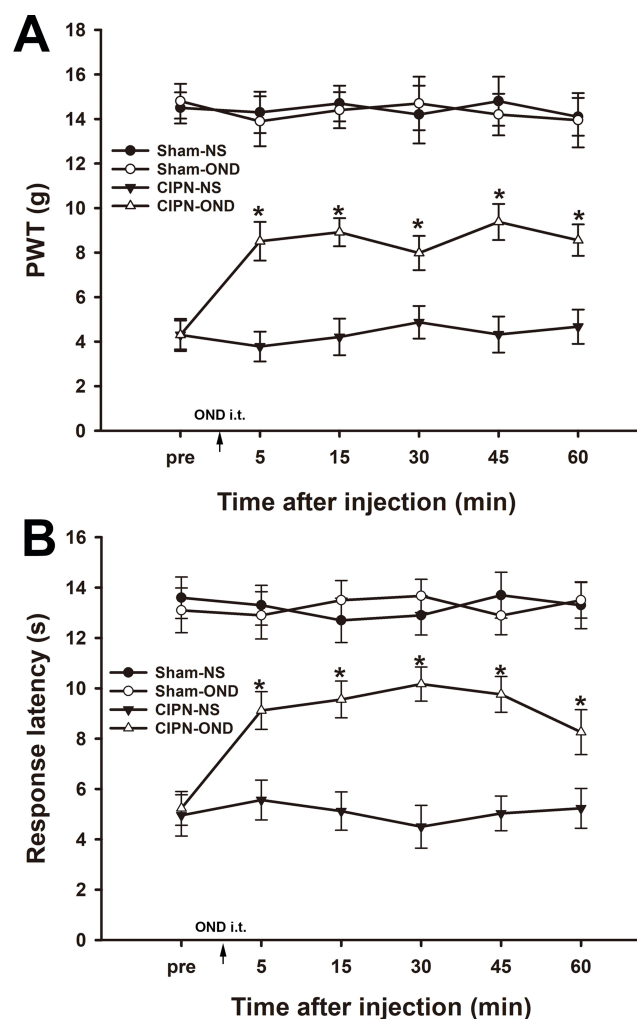 A
18
16
14
12
10
8
6
4
2
0
PWT (g)
Sham-NS
Sham-OND
CIPN-NS
CIPN-OND
* * * * *
OND i.t.
pre 5 15 30 45 60
Time after injection (min)
B
16
14
12
10
8
6
4
2
0
Response latency (s)
Sham-NS
Sham-OND
CIPN-NS
CIPN-OND
* * * * *
OND i.t.
pre 5 15 30 45 60
Time after injection (min)